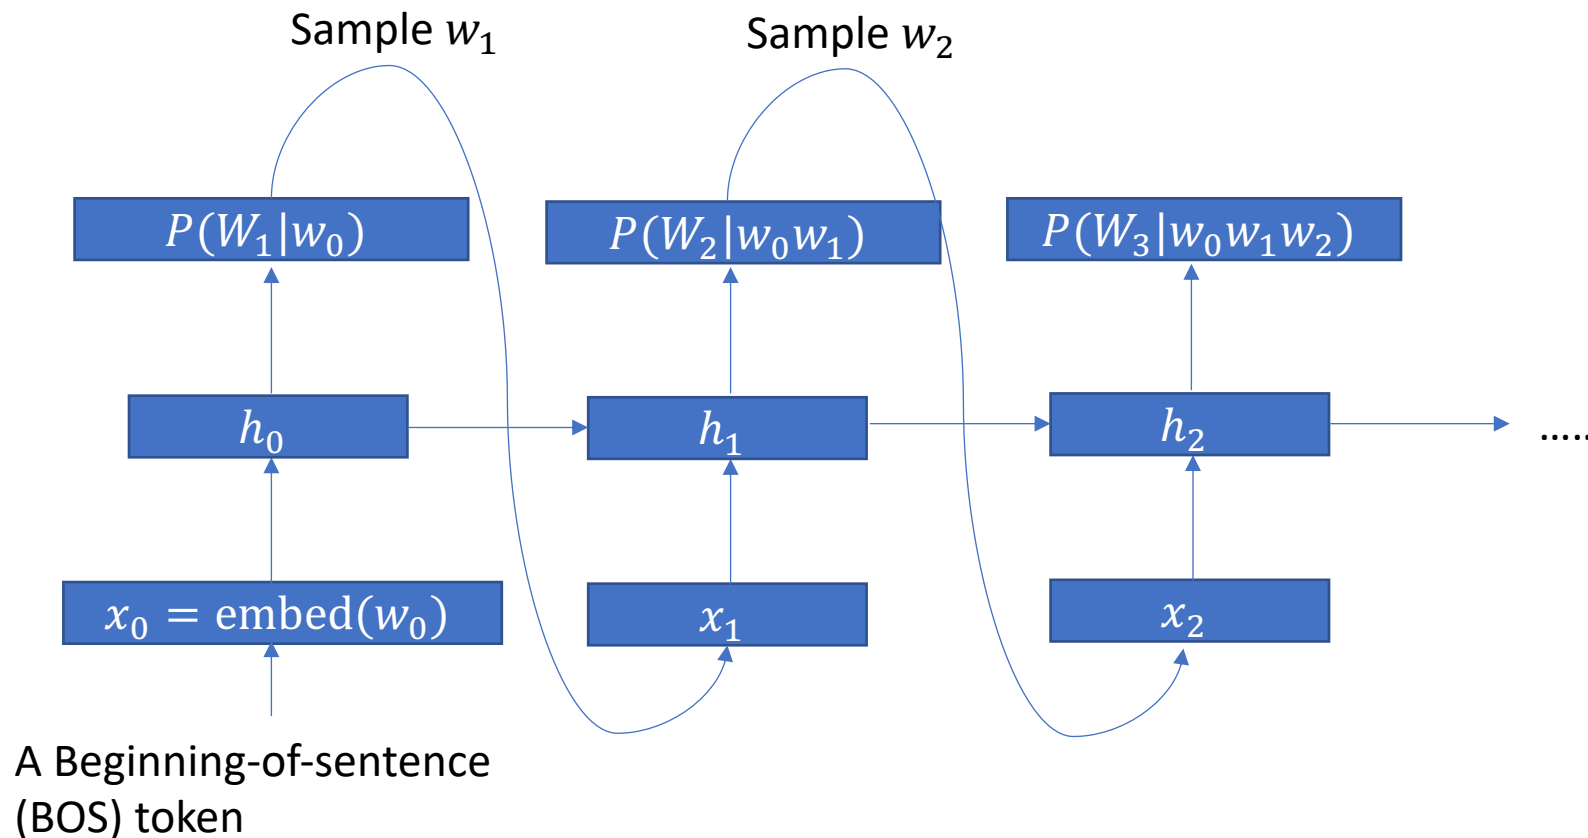 Sample w₁
Sample w₂
P(W₁|w₀)
P(W₂|w₀w₁)
P(W₃|w₀w₁w₂)
h₀
h₁
h₂
.....
x₀ = embed(w₀)
x₁
x₂
A Beginning-of-sentence
(BOS) token